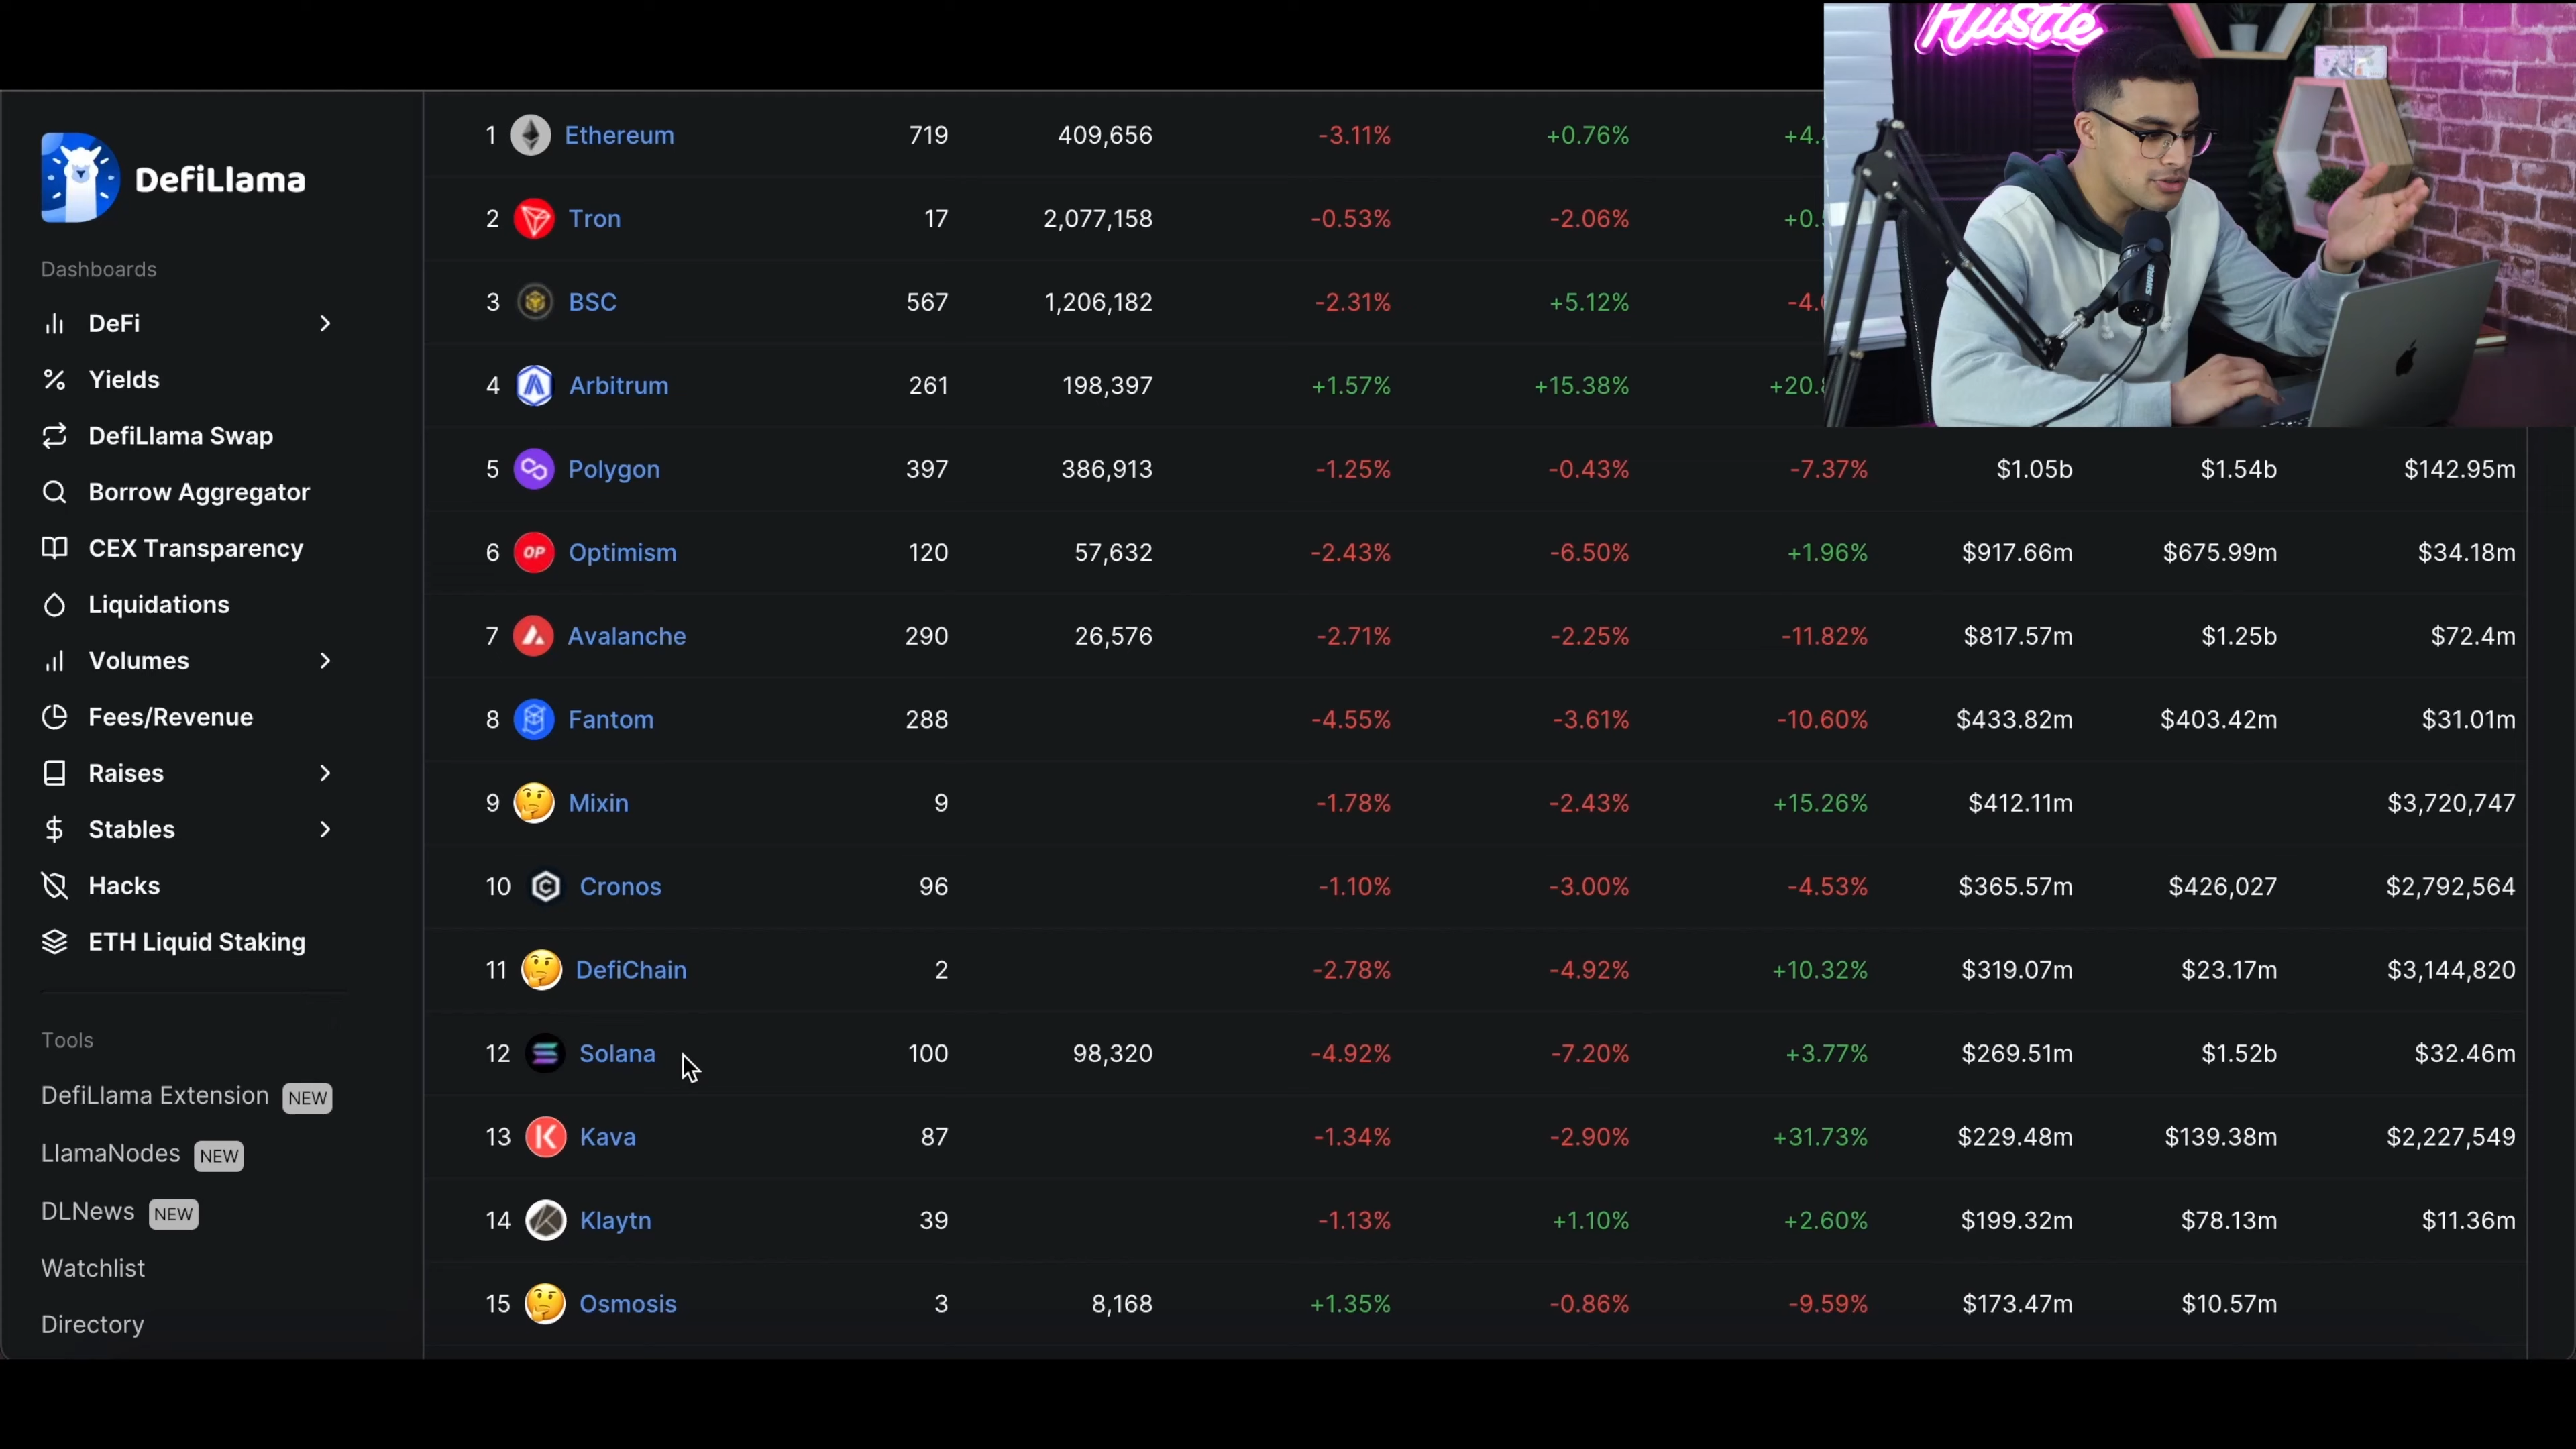 Hustle
DefiLlama
Dashboards
DeFi
Yields
DefiLlama Swap
Borrow Aggregator
CEX Transparency
Liquidations
Volumes
Fees/Revenue
Raises
Stables
Hacks
ETH Liquid Staking
Tools
DefiLlama Extension NEW
LlamaNodes NEW
DLNews NEW
Watchlist
Directory
1 Ethereum 719 409,656 -3.11% +0.76%
2 Tron 17 2,077,158 -0.53% -2.06%
3 BSC 567 1,206,182 -2.31% +5.12%
4 Arbitrum 261 198,397 +1.57% +15.38%
5 Polygon 397 386,913 -1.25% -0.43% -7.37% $1.05b $1.54b $142.95m
6 OP Optimism 120 57,632 -2.43% -6.50% +1.96% $917.66m $675.99m $34.18m
7 Avalanche 290 26,576 -2.71% -2.25% -11.82% $817.57m $1.25b $72.4m
8 Fantom 288 -4.55% -3.61% -10.60% $433.82m $403.42m $31.01m
9 Mixin 9 -1.78% -2.43% +15.26% $412.11m $3,720,747
10 Cronos 96 -1.10% -3.00% -4.53% $365.57m $426,027 $2,792,564
11 DefiChain 2 -2.78% -4.92% +10.32% $319.07m $23.17m $3,144,820
12 Solana 100 98,320 -4.92% -7.20% +3.77% $269.51m $1.52b $32.46m
13 Kava 87 -1.34% -2.90% +31.73% $229.48m $139.38m $2,227,549
14 Klaytn 39 -1.13% +1.10% +2.60% $199.32m $78.13m $11.36m
15 Osmosis 3 8,168 +1.35% -0.86% -9.59% $173.47m $10.57m
SHURE